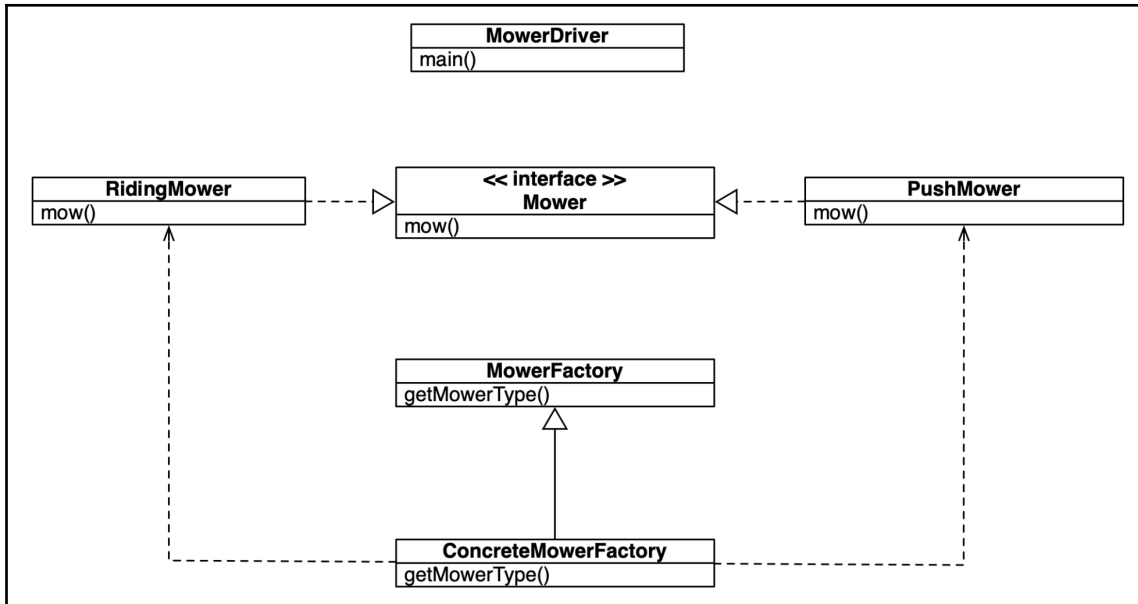 MowerDriver
main()
RidingMower
mow()
<< interface >>
Mower
mow()
PushMower
mow()
MowerFactory
getMowerType()
ConcreteMowerFactory
getMowerType()